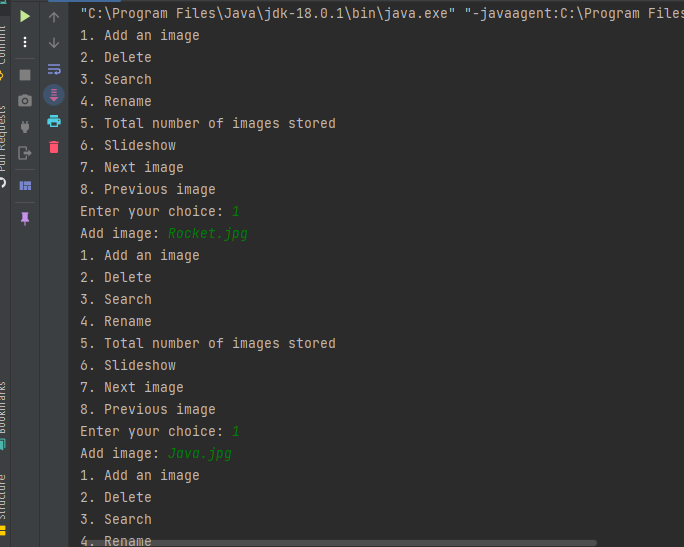 "C:\Program Files\Java\jdk-18.0.1\bin\java.exe" "-javaagent:C:\Program Files
1. Add an image
2. Delete
3. Search
4. Rename
5. Total number of images stored
6. Slideshow
7. Next image
8. Previous image
Enter your choice: 1
Add image: Rocket.jpg
1. Add an image
2. Delete
3. Search
4. Rename
5. Total number of images stored
6. Slideshow
7. Next image
8. Previous image
Enter your choice: 1
Add image: Java.jpg
1. Add an image
2. Delete
3. Search
4. Rename
Commit
Pull Requests
Bookmarks
Structure